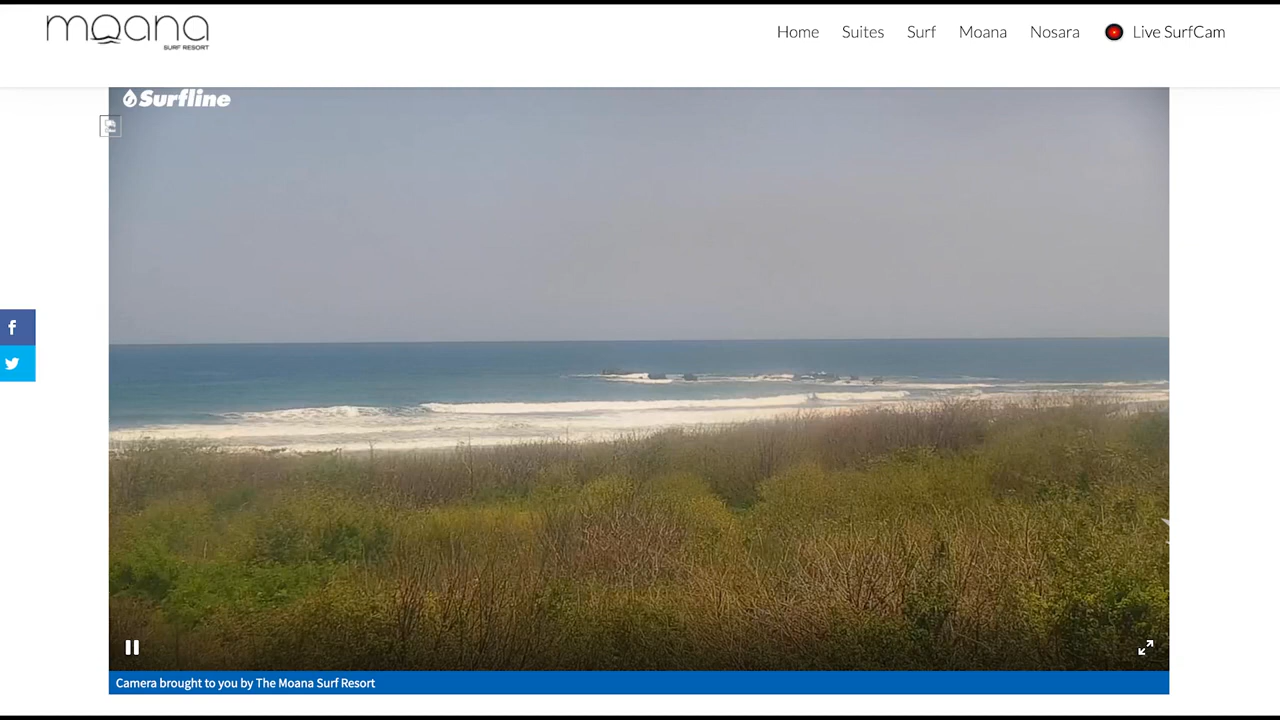 moana
SURF RESORT
Home Suites Surf Moana Nosara Live SurfCam
Surfline
Camera brought to you by The Moana Surf Resort